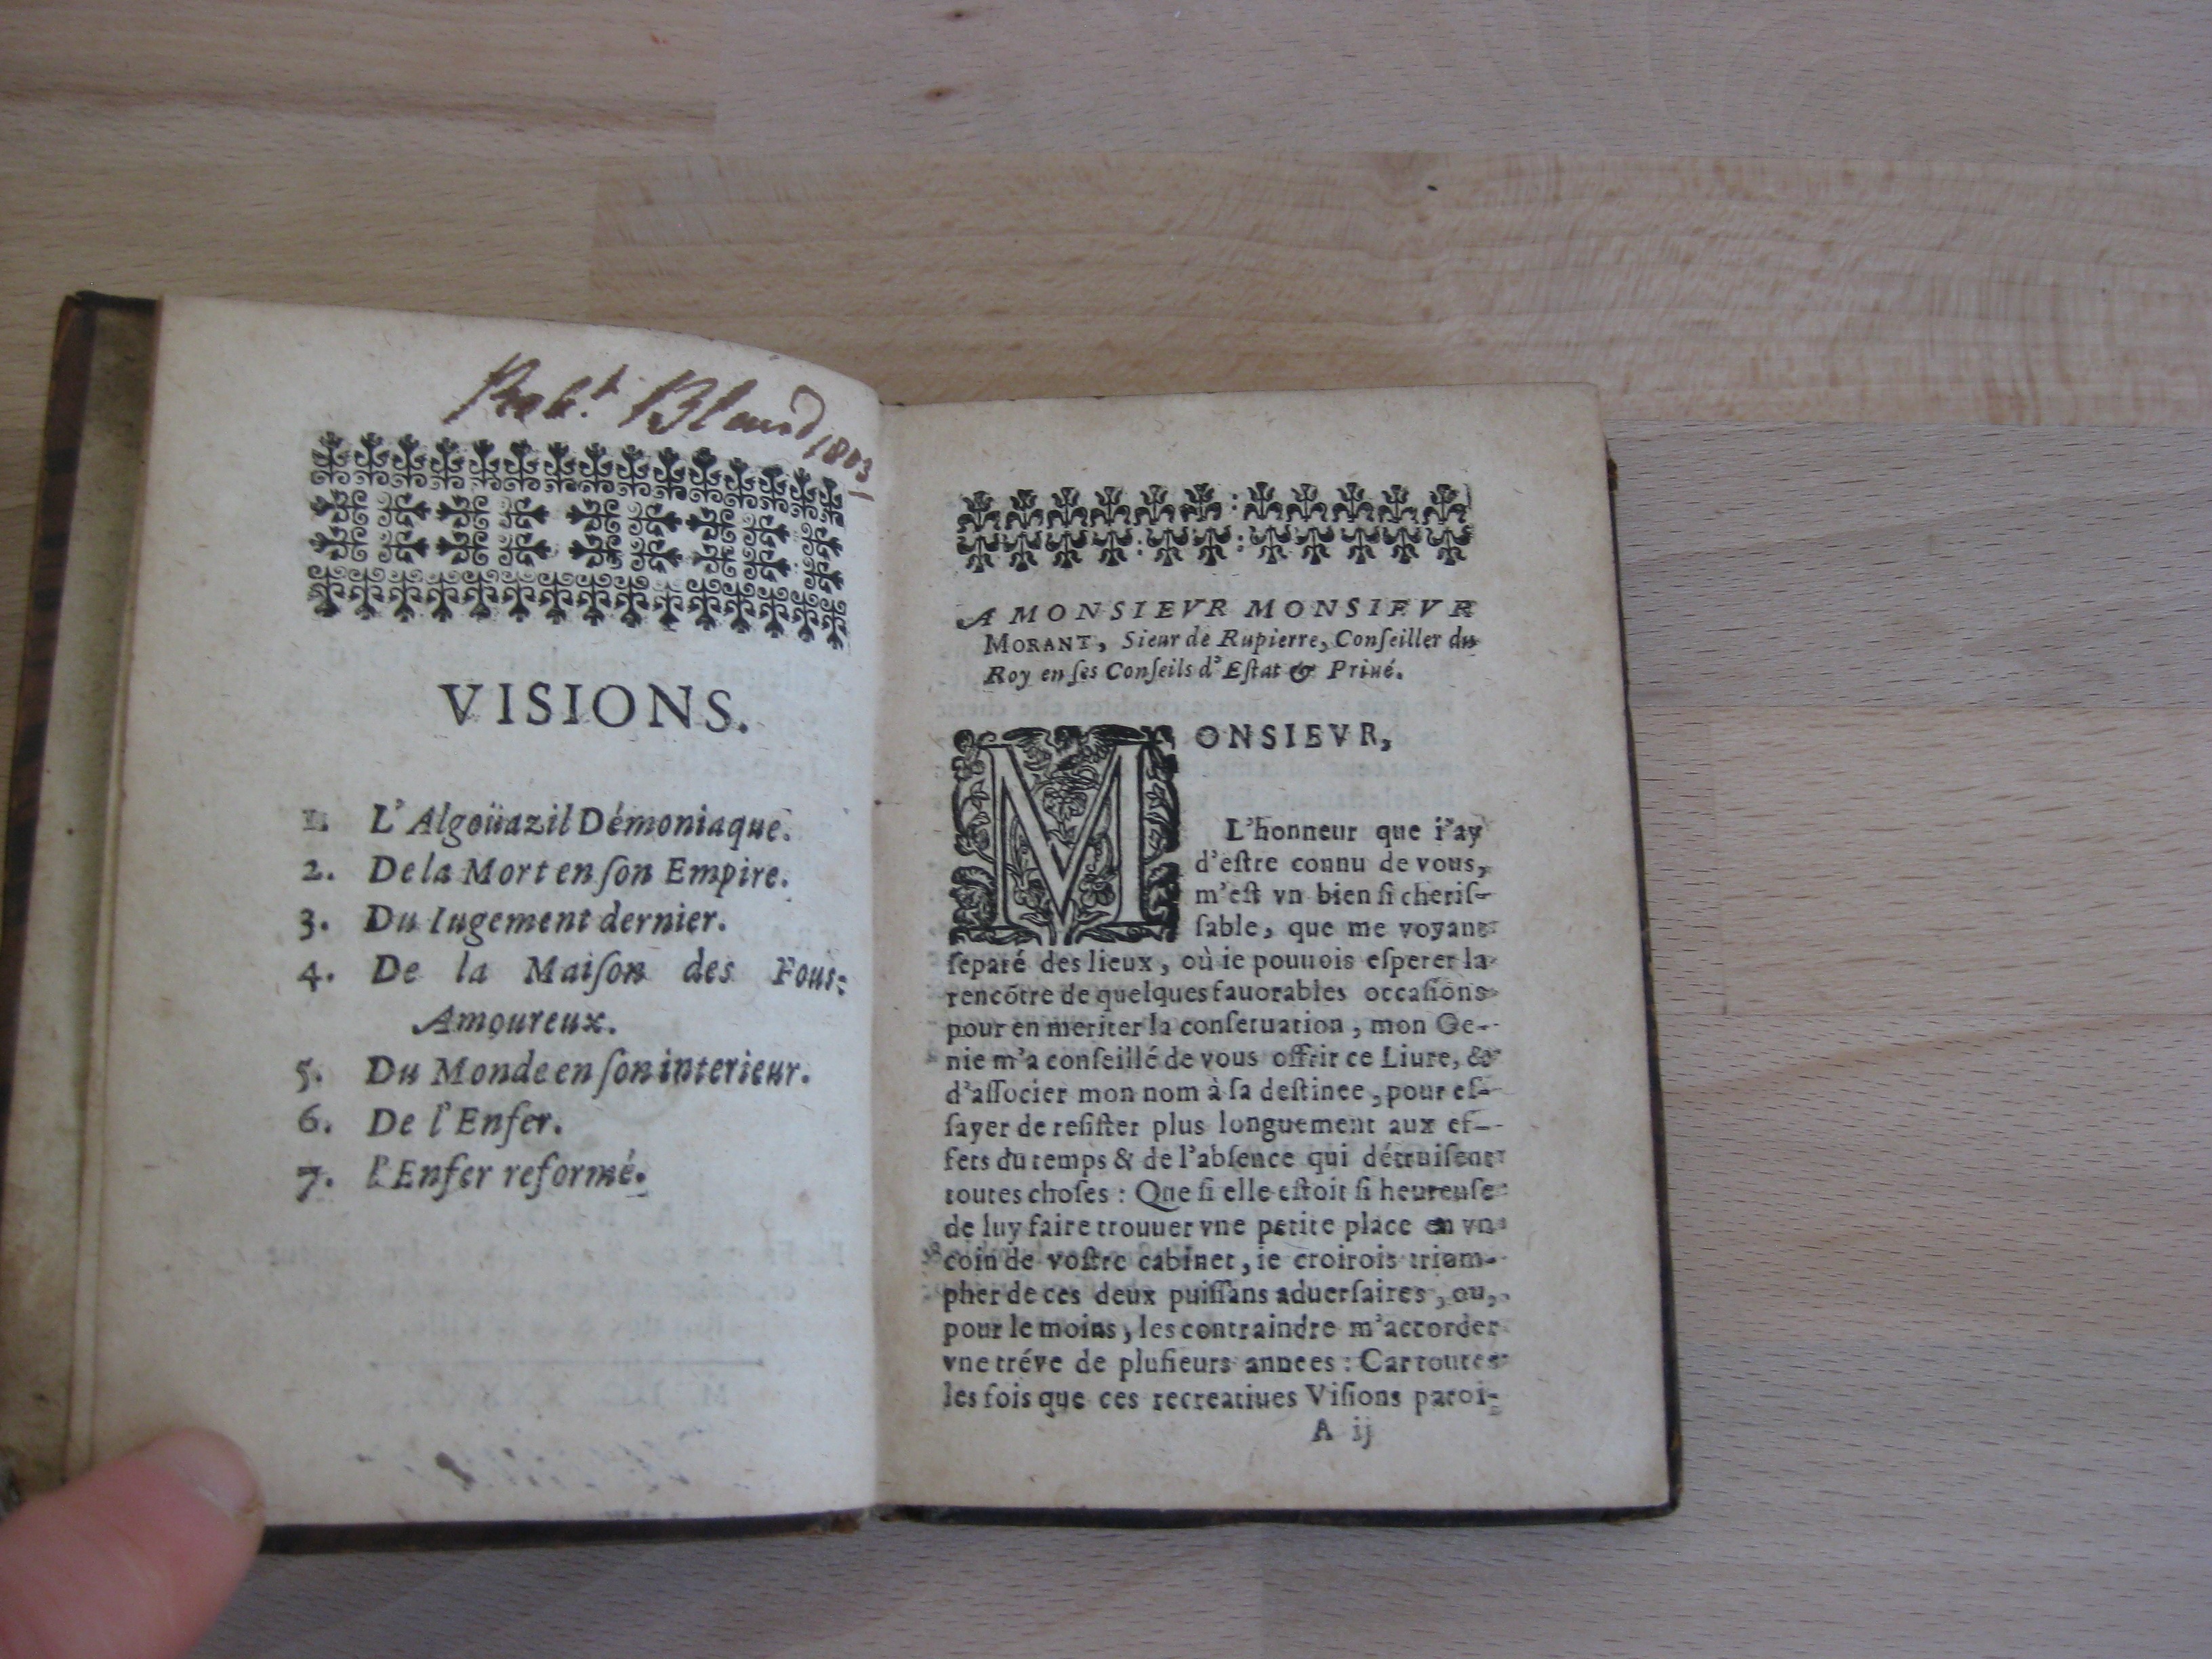 Robt. Bland
1803
VISIONS.
1. L'Algoüazil Démoniaque.
2. De la Mort en ſon Empire.
3. Du Iugement dernier.
4. De la Maiſon des Fous-
Amoureux.
5. Du Monde en ſon interieur.
6. De l'Enfer.
7. l'Enfer reformé.
A MONSIEVR MONSIEVR
MORANT, Sieur de Rupierre, Conſeiller du
Roy en ſes Conſeils d'Eſtat & Priué.
MONSIEVR,
L'honneur que i'ay
d'eſtre connu de vous,
m'eſt vn bien ſi cheriſ-
ſable, que me voyant
ſeparé des lieux, où ie pouuois eſperer la
rencõtre de quelques fauorables occaſions
pour en meriter la conſeruation, mon Ge-
nie m'a conſeillé de vous offrir ce Liure, &
d'aſſocier mon nom à ſa deſtinee, pour eſ-
ſayer de reſiſter plus longuement aux ef-
fets du temps & de l'abſence qui détruiſent
toutes choſes : Que ſi elle eſtoit ſi heureuſe
de luy faire trouuer vne petite place en vn
coin de voſtre cabinet, ie croirois triom-
pher de ces deux puiſſans aduerſaires, ou,
pour le moins, les contraindre m'accorder
vne tréve de pluſieurs annees : Car toutes
les fois que ces recreatiues Viſions paroi-
A ij